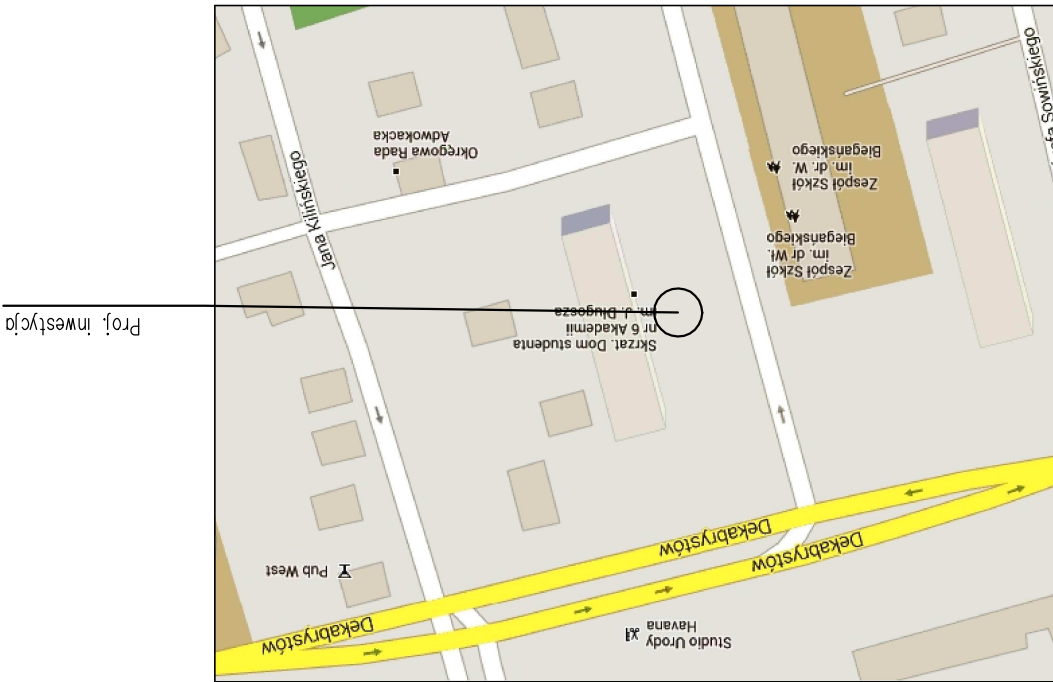 Studio Urody
Havana
Dekabrystów
Pub West
Dekabrystów
Dekabrystów
Skrzat. Dom studenta
nr 6 Akademii
im. J. Długosza
Proj. inwestycja
Zespół Szkół
im. dr Wł.
Biegańskiego
Jana Kilińskiego
Zespół Szkół
im. dr. W.
Biegańskiego
Okręgowa Rada
Adwokacka
Sowińskiego